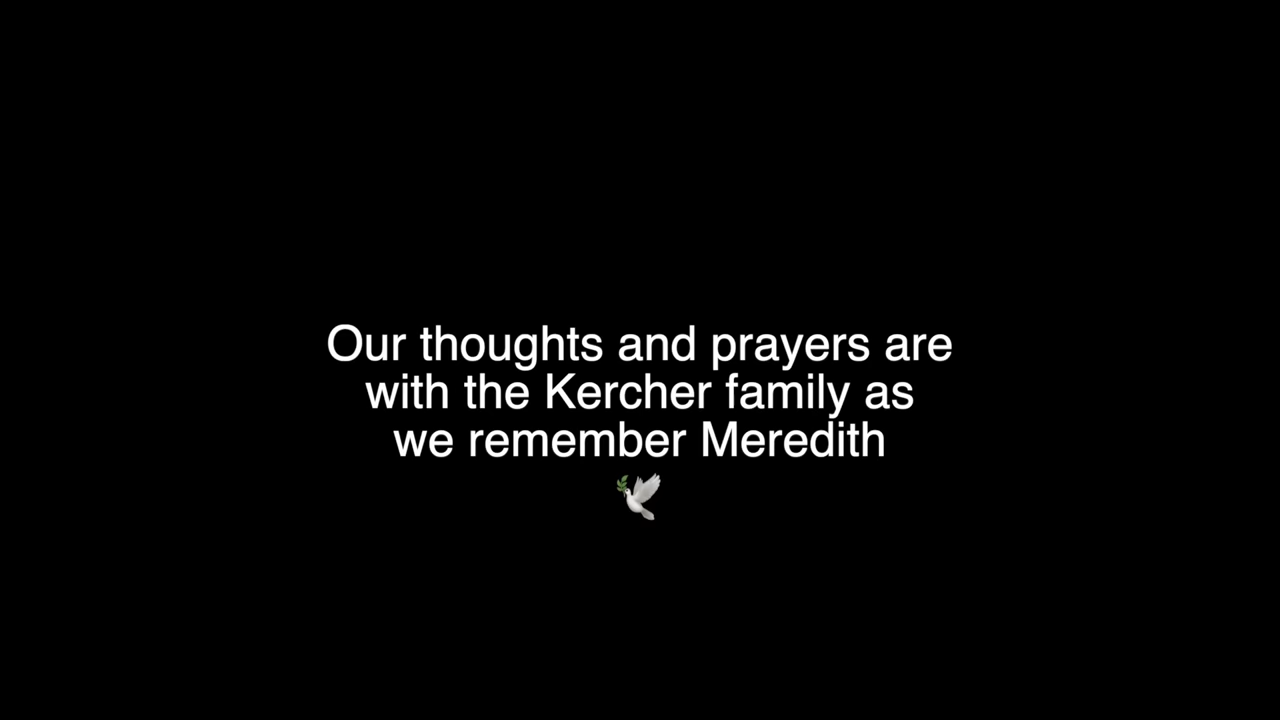 Our thoughts and prayers are
with the Kercher family as
we remember Meredith
🕊️